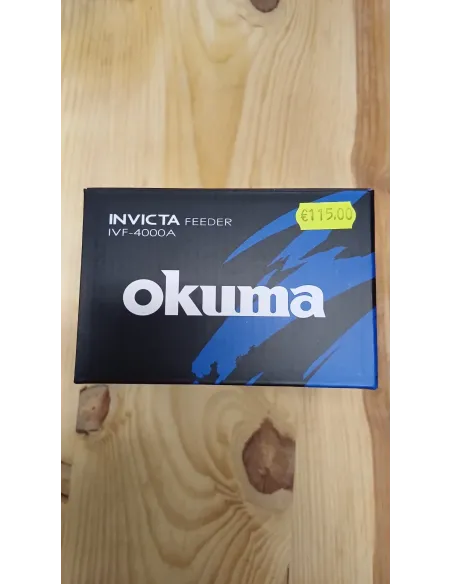 INVICTA FEEDER
IVF-4000A
€115.00
okuma